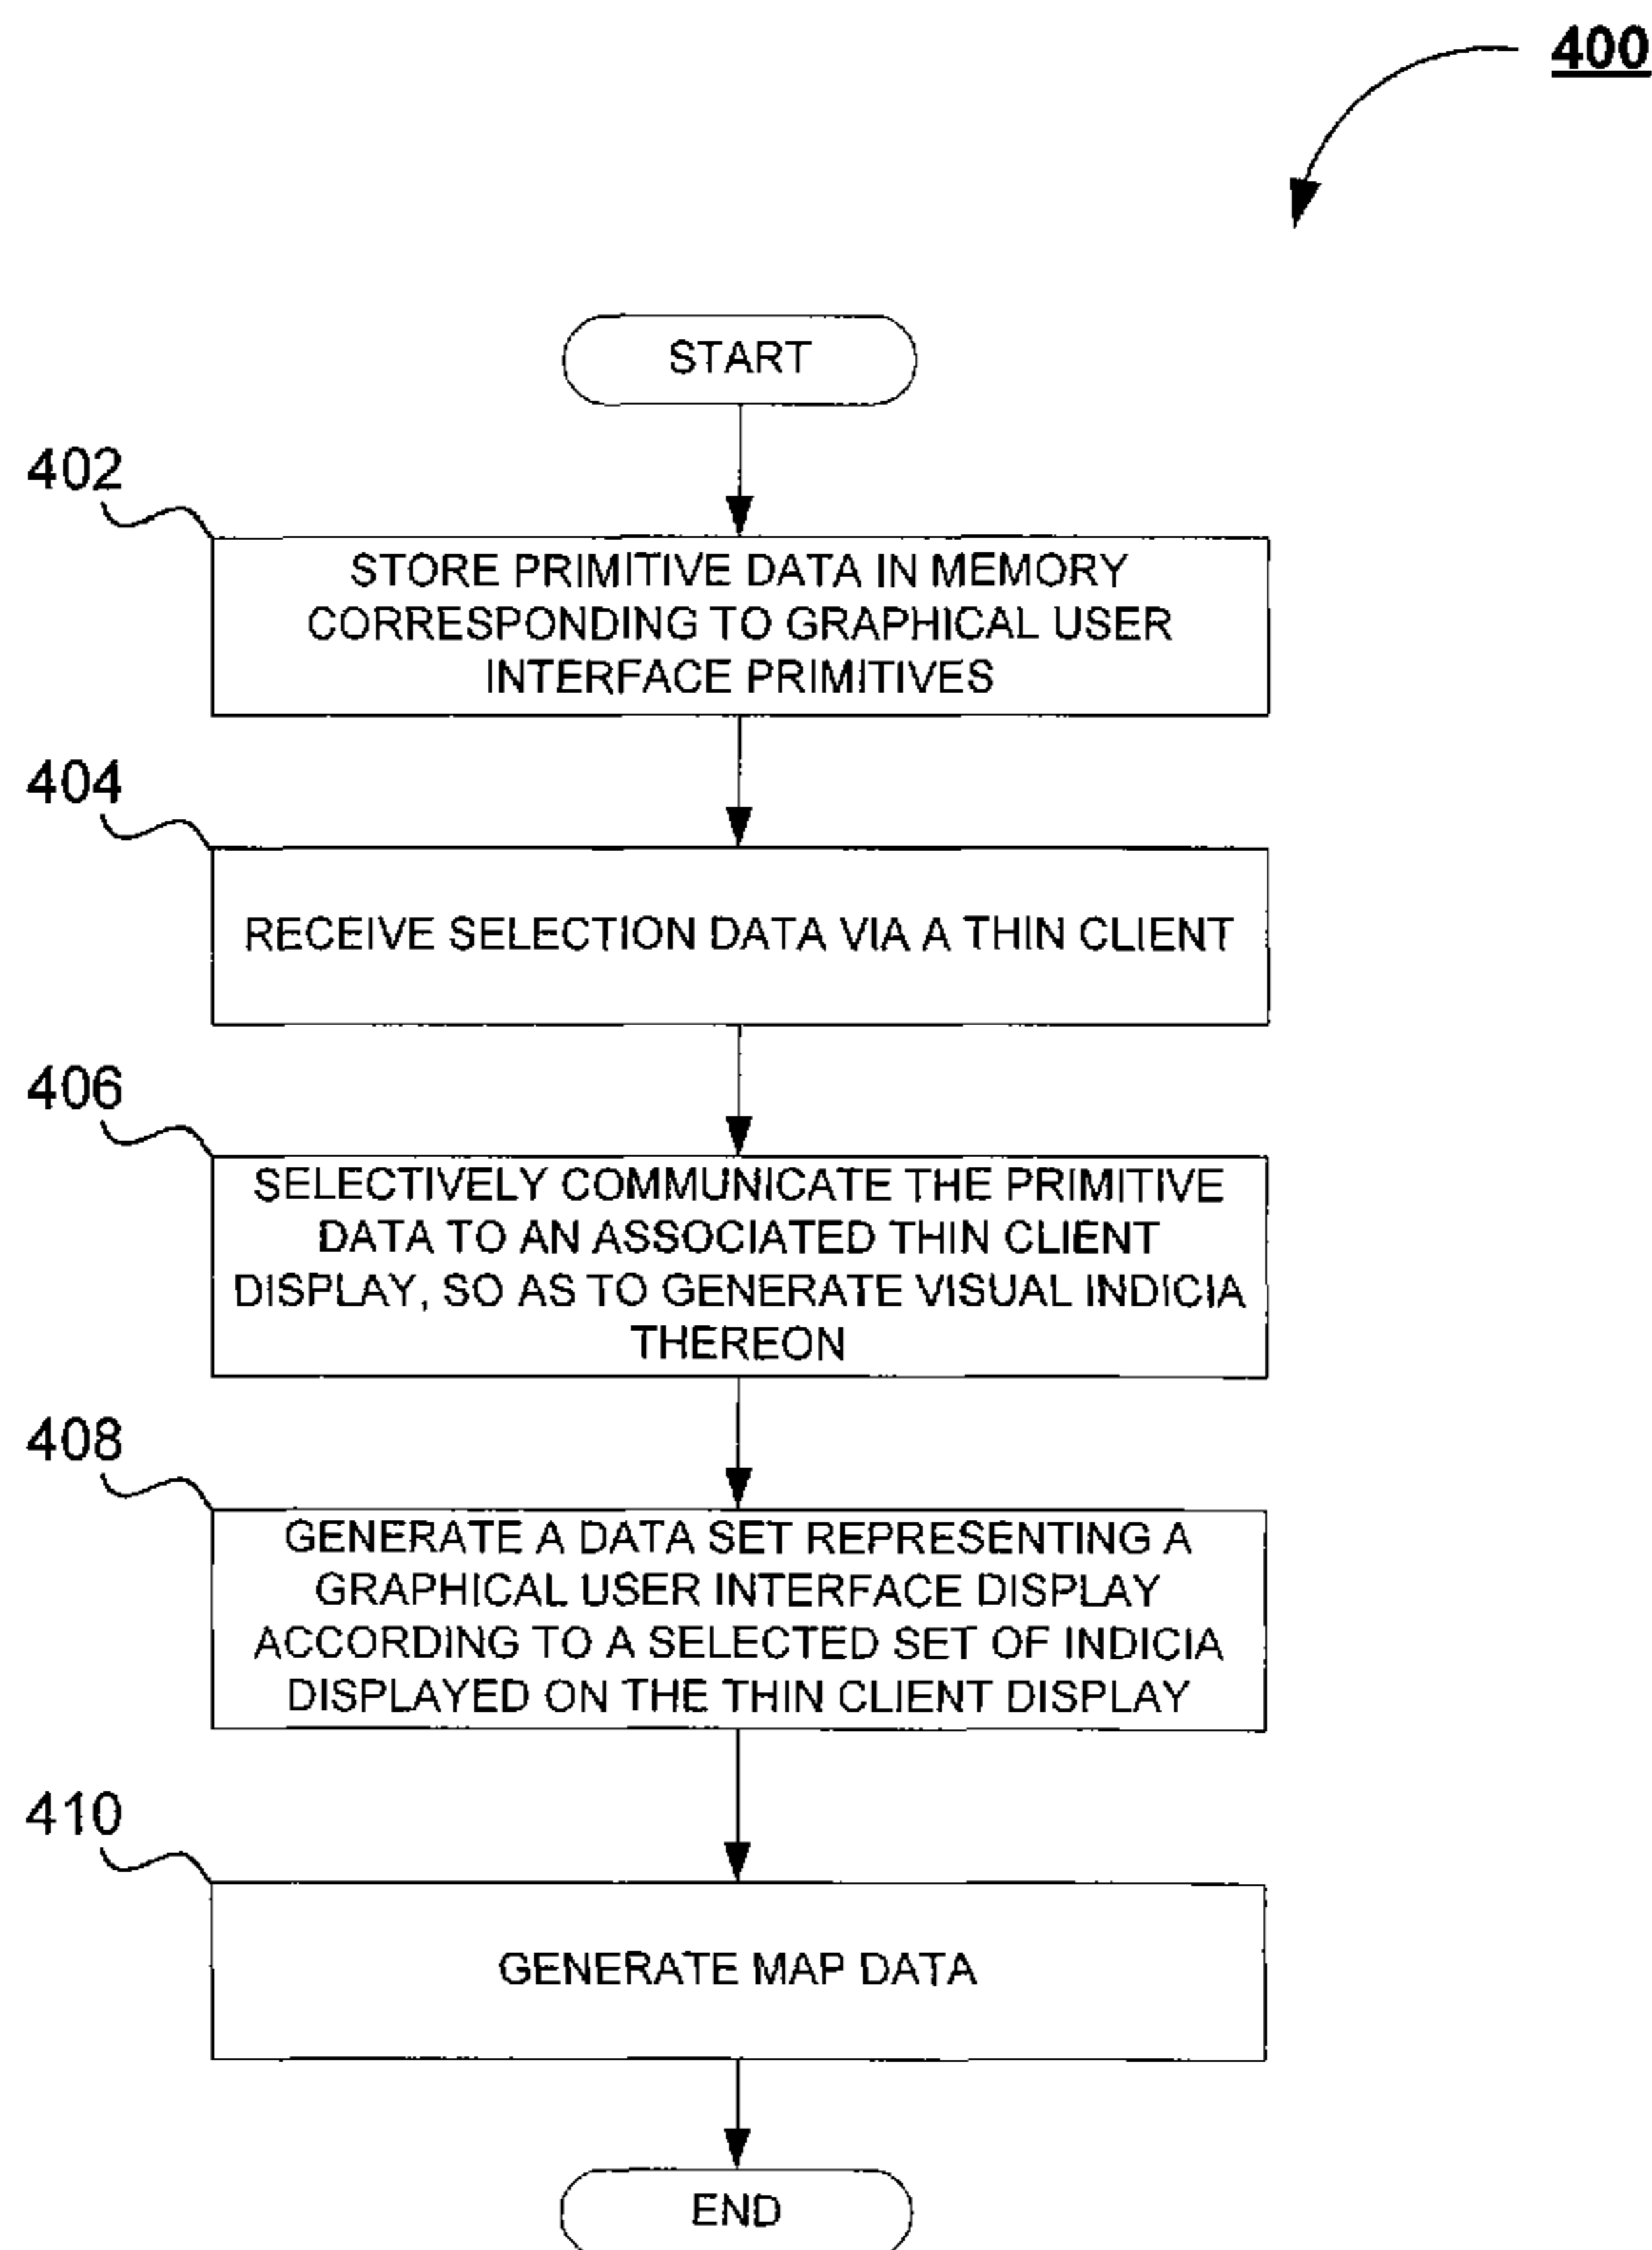 400
START
402
STORE PRIMITIVE DATA IN MEMORY
CORRESPONDING TO GRAPHICAL USER
INTERFACE PRIMITIVES
404
RECEIVE SELECTION DATA VIA A THIN CLIENT
406
SELECTIVELY COMMUNICATE THE PRIMITIVE
DATA TO AN ASSOCIATED THIN CLIENT
DISPLAY, SO AS TO GENERATE VISUAL INDICIA
THEREON
408
GENERATE A DATA SET REPRESENTING A
GRAPHICAL USER INTERFACE DISPLAY
ACCORDING TO A SELECTED SET OF INDICIA
DISPLAYED ON THE THIN CLIENT DISPLAY
410
GENERATE MAP DATA
END